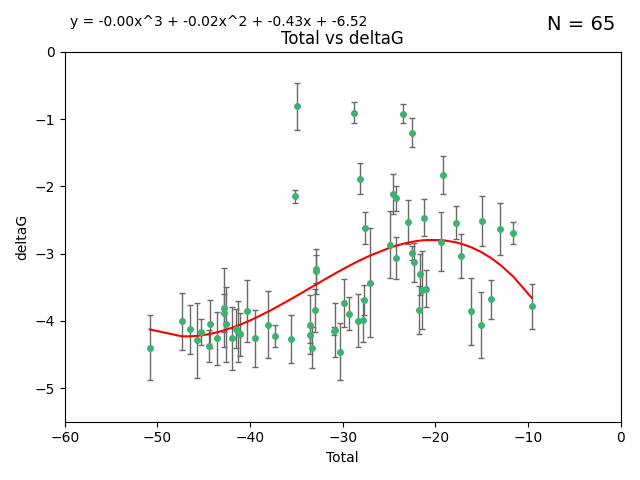 y = -0.00x^3 + -0.02x^2 + -0.43x + -6.52
N = 65
Total vs deltaG
0
−1
−2
−3
−4
−5
deltaG
−60 −50 −40 −30 −20 −10 0
Total